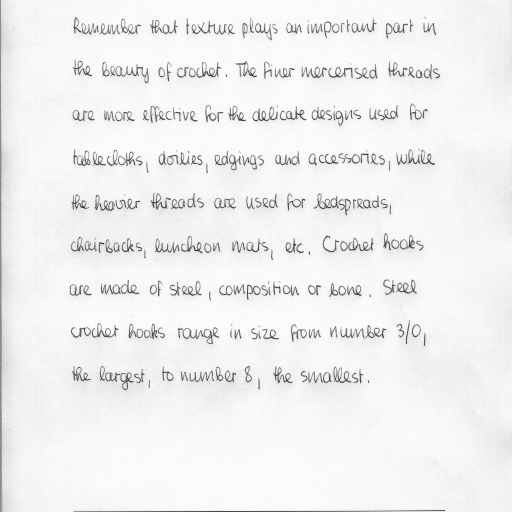 Remember that texture plays an important part in
the beauty of crochet. The finer mercerised threads
are more effective for the delicate designs used for
tablecloths, doilies, edgings and accessories, while
the heavier threads are used for bedspreads,
chairbacks, luncheon mats, etc. Crochet hooks
are made of steel, composition or bone. Steel
crochet hooks range in size from number 3/0,
the largest, to number 8, the smallest.